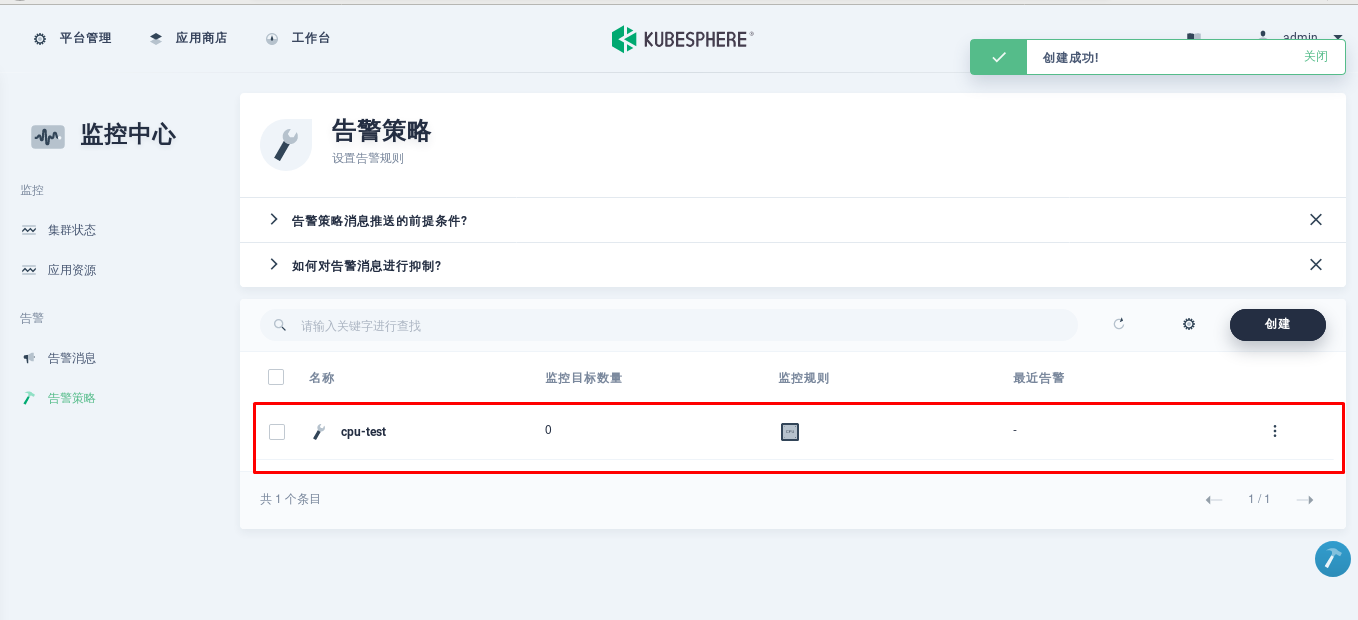 平台管理 应用商店 工作台 KUBESPHERE® admin
创建成功! 关闭
监控中心
监控
集群状态
应用资源
告警
告警消息
告警策略
告警策略
设置告警规则
告警策略消息推送的前提条件?
如何对告警消息进行抑制?
请输入关键字进行查找 创建
名称 监控目标数量 监控规则 最近告警
cpu-test 0 CPU -
共 1 个条目 1 / 1